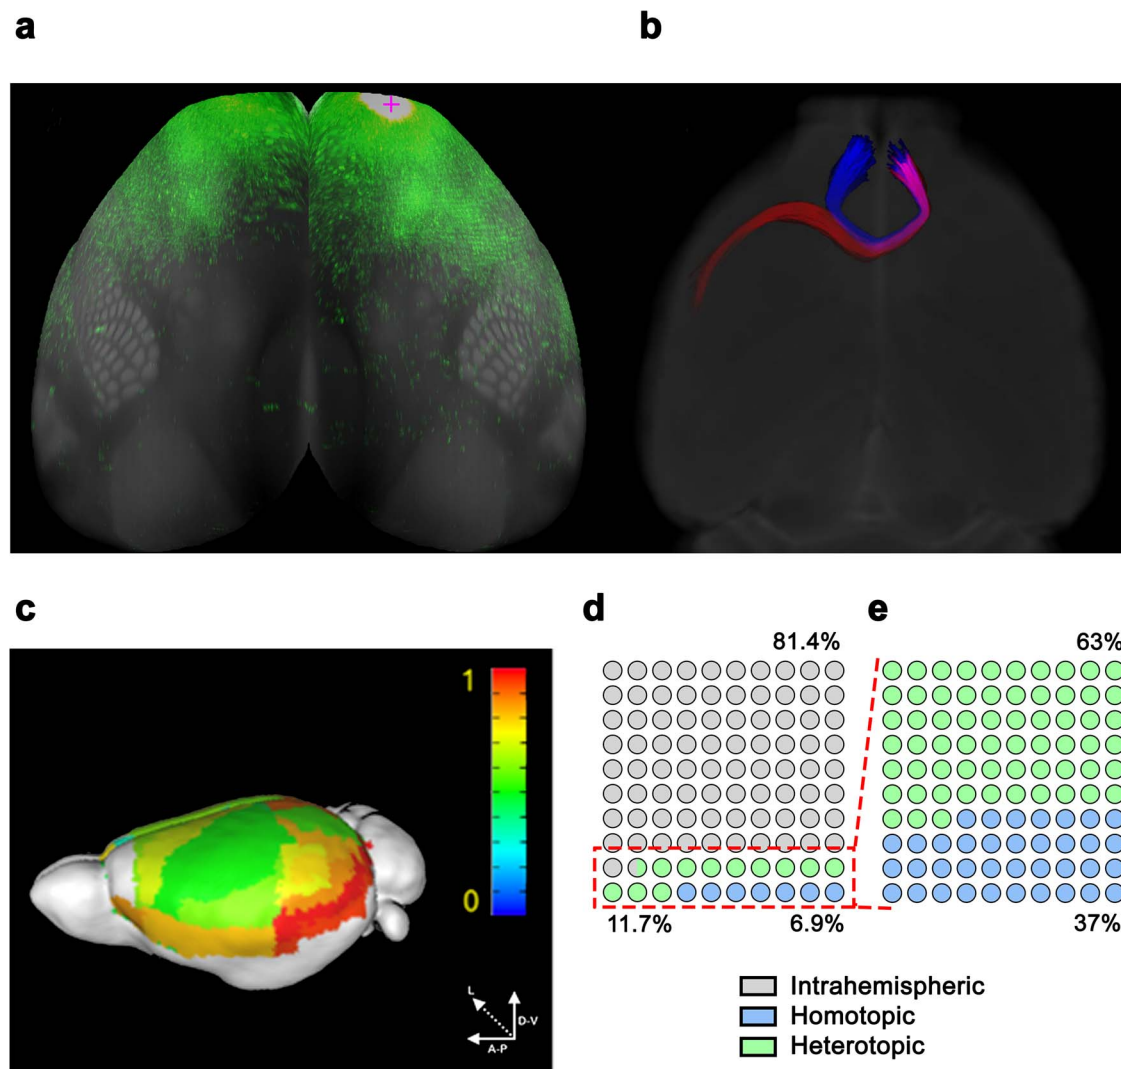 a
b
c
1
0
L
D-V
A-P
d
e
81.4%
63%
11.7%
6.9%
37%
Intrahemispheric
Homotopic
Heterotopic